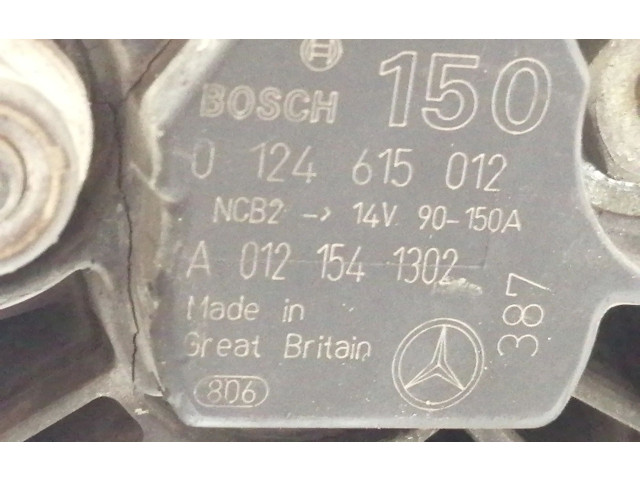 BOSCH 150
0 124 615 012
NCB2 -> 14V 90-150A
A 012 154 1302
Made in
Great Britain
806
387